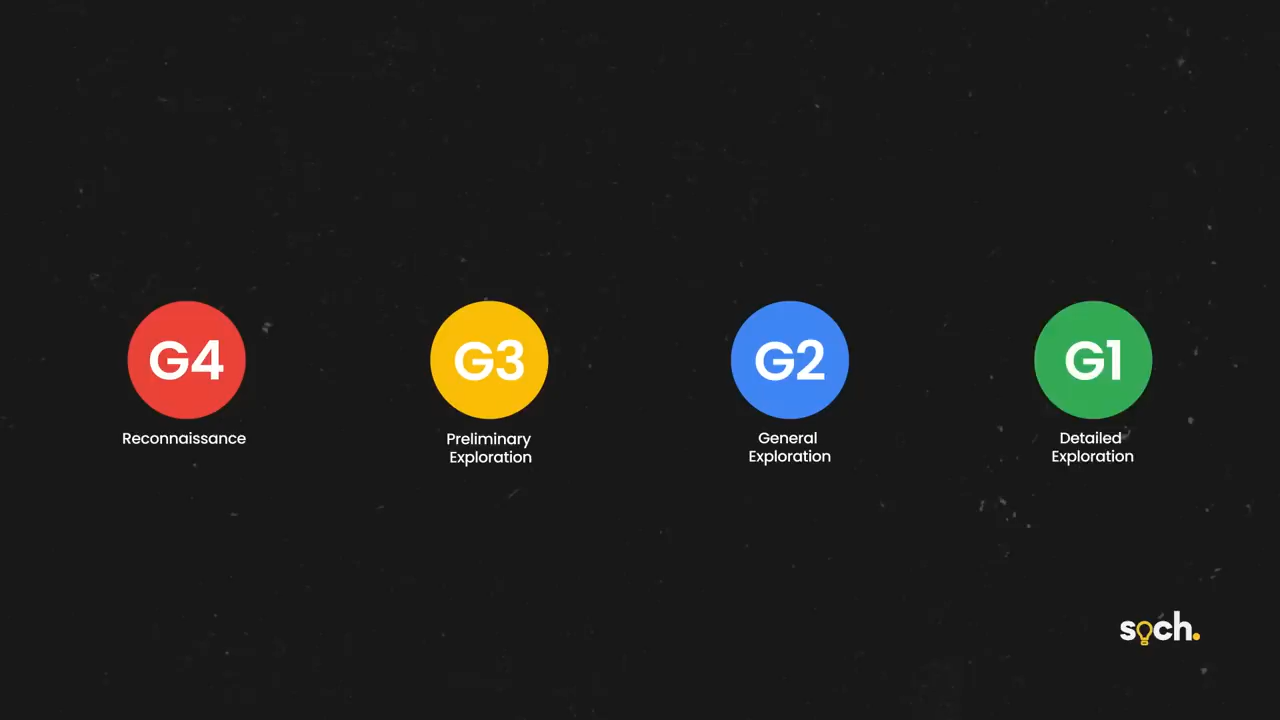 G4
Reconnaissance
G3
Preliminary
Exploration
G2
General
Exploration
G1
Detailed
Exploration
soch.